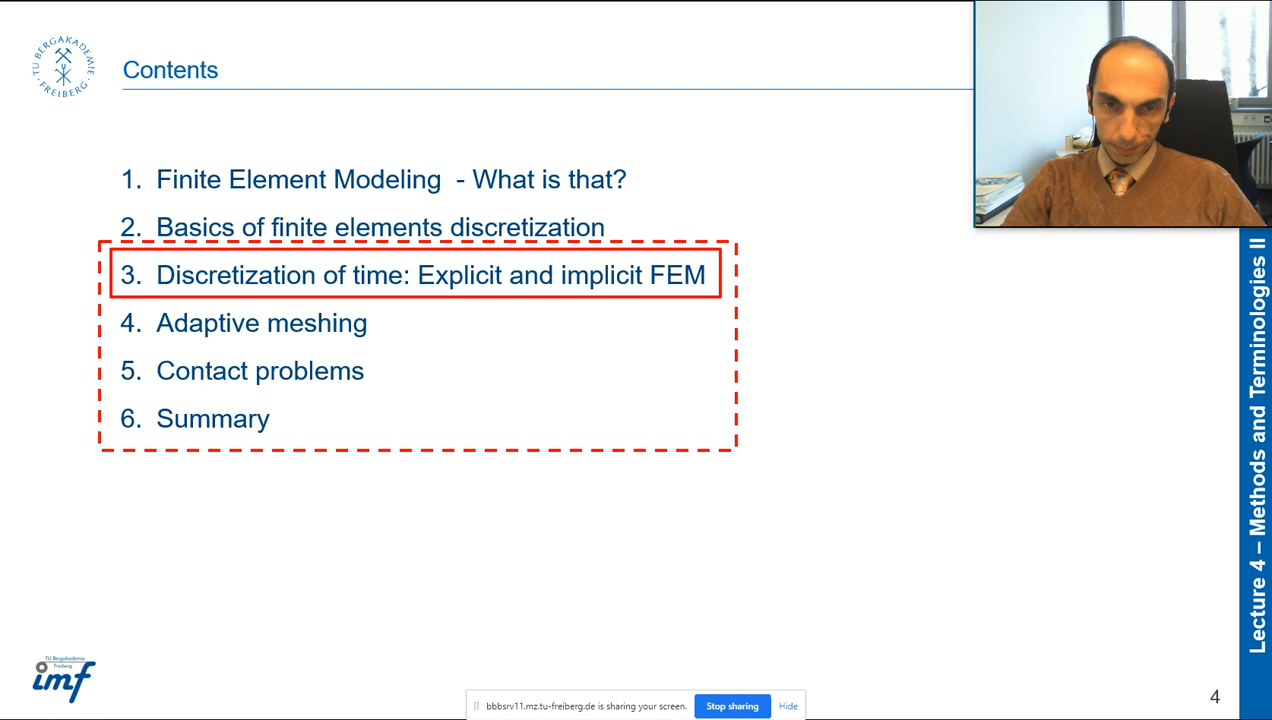 TU BERGAKADEMIE
FREIBERG
Contents
1. Finite Element Modeling - What is that?
2. Basics of finite elements discretization
3. Discretization of time: Explicit and implicit FEM
4. Adaptive meshing
5. Contact problems
6. Summary
Lecture 4 – Methods and Terminologies II
TU Bergakademie
Freiberg
imf
bbbsrv11.mz.tu-freiberg.de is sharing your screen.
Stop sharing
Hide
4